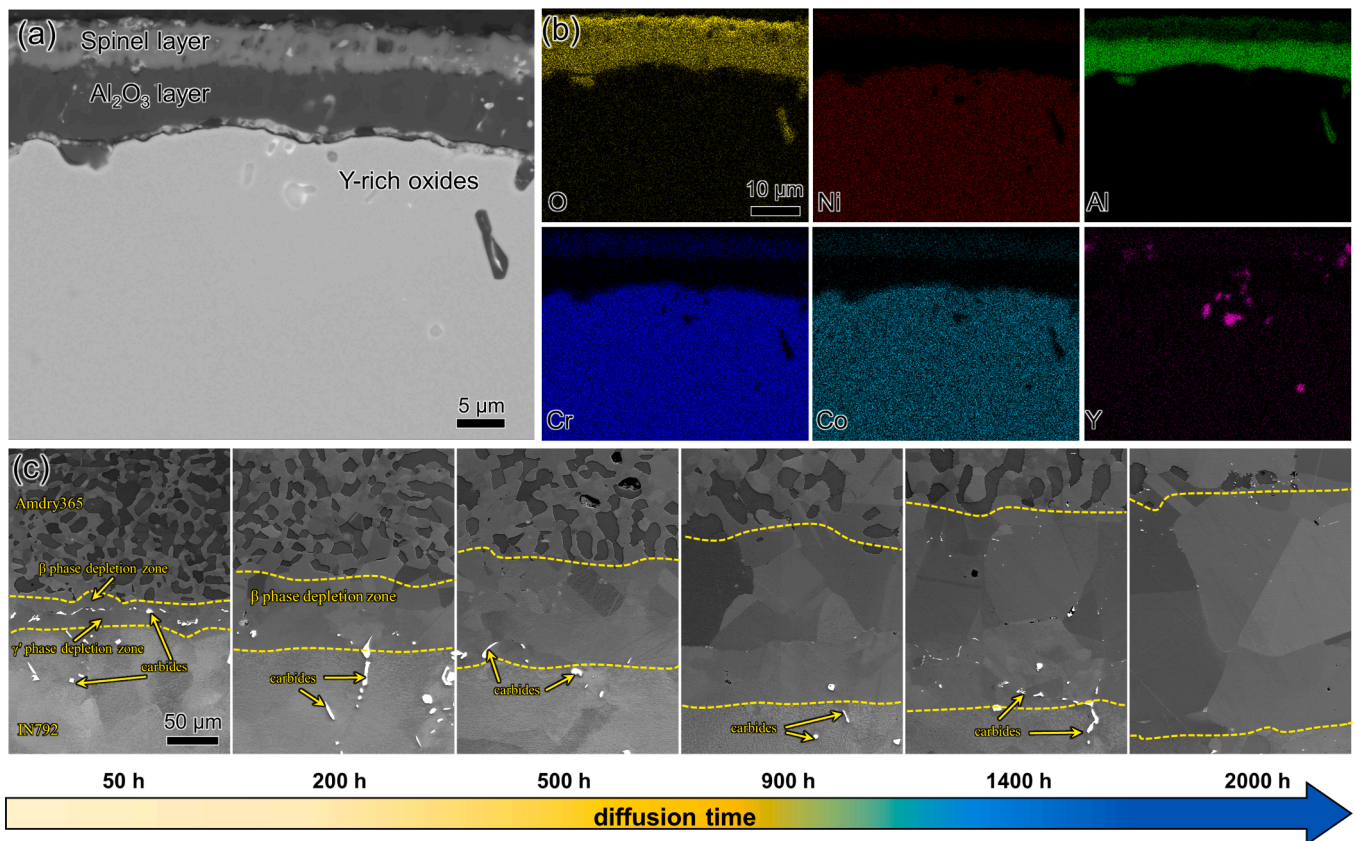 (a)
Spinel layer
Al₂O₃ layer
Y-rich oxides
5 μm
(b)
O
10 μm
Ni
Al
Cr
Co
Y
(c)
Amdry365
β phase depletion zone
γ' phase depletion zone
carbides
IN792
50 μm
β phase depletion zone
carbides
carbides
carbides
carbides
50 h
200 h
500 h
900 h
1400 h
2000 h
diffusion time